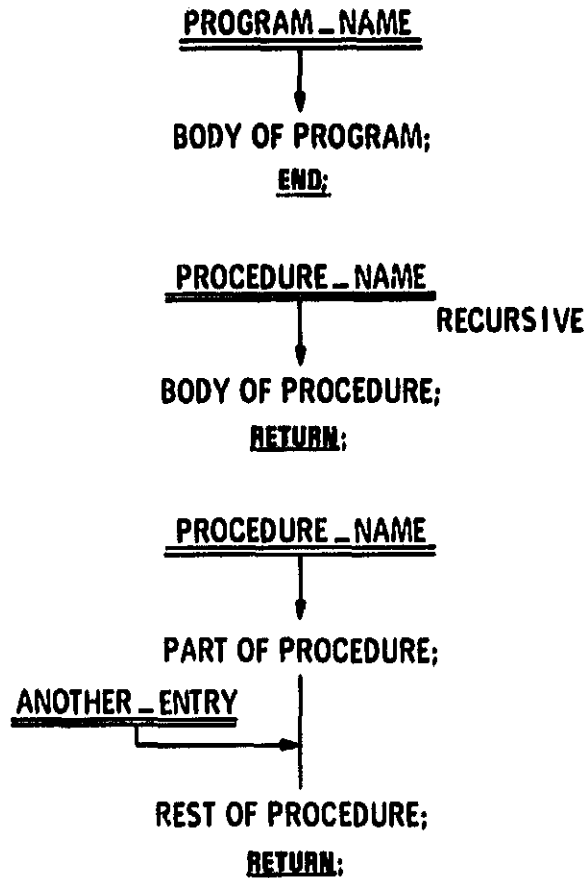 PROGRAM_NAME
BODY OF PROGRAM;
END;
PROCEDURE_NAME
RECURSIVE
BODY OF PROCEDURE;
RETURN;
PROCEDURE_NAME
PART OF PROCEDURE;
ANOTHER_ENTRY
REST OF PROCEDURE;
RETURN;